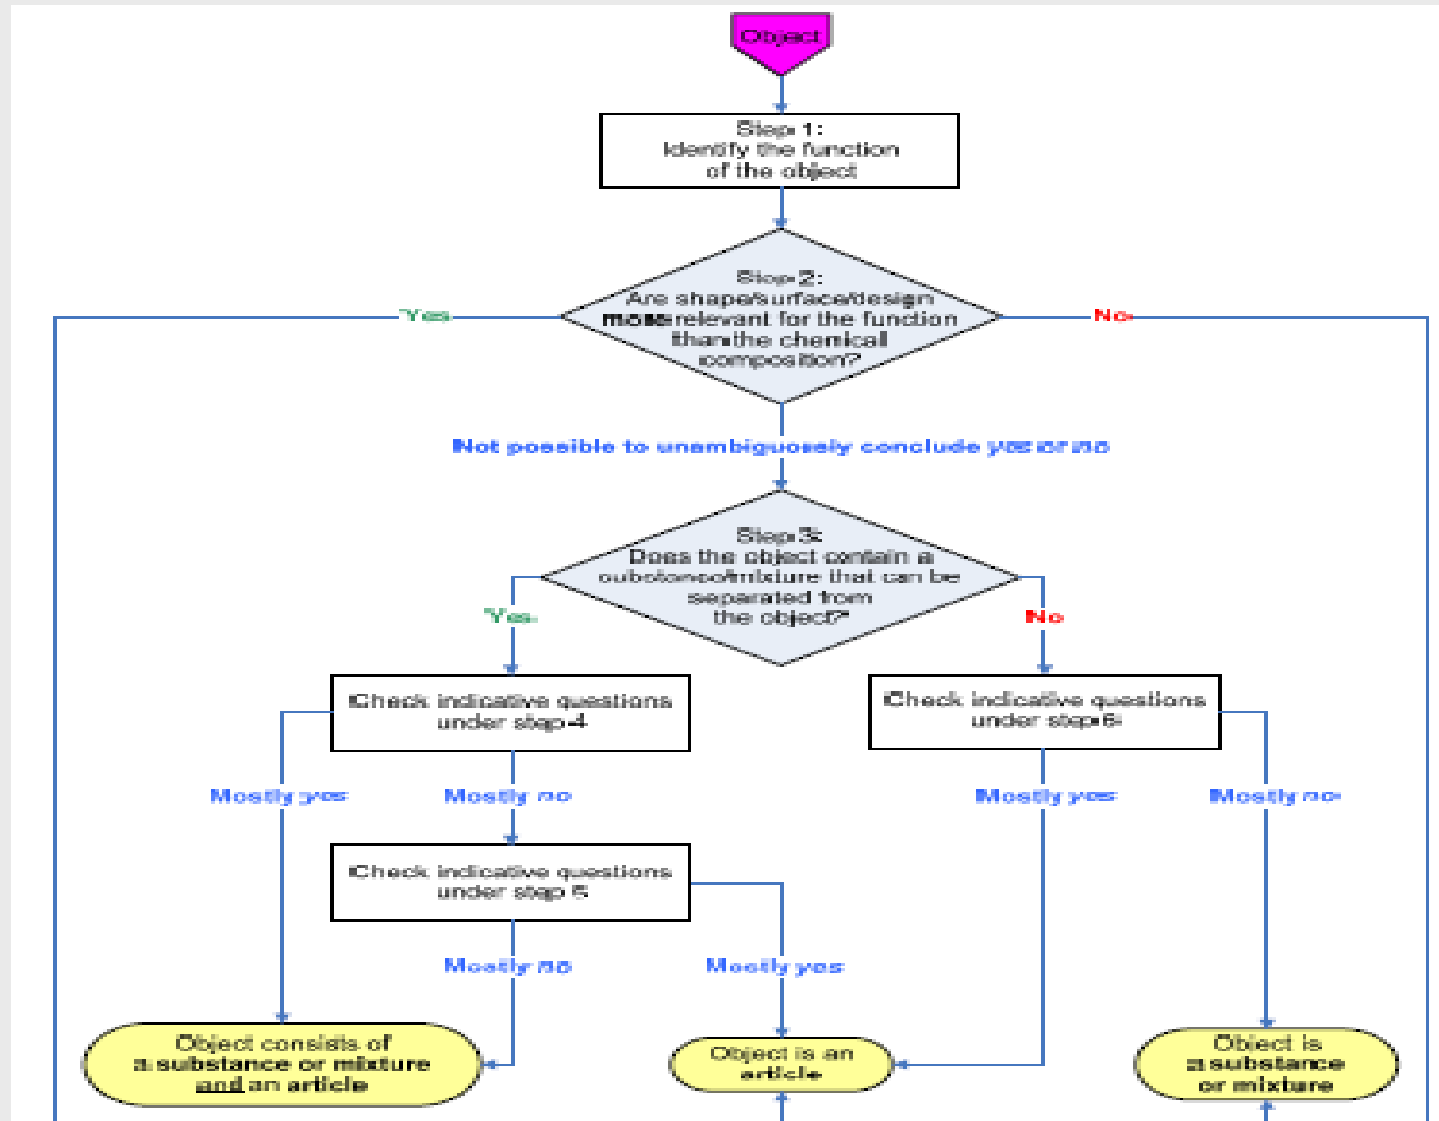 Object
Step 1:
Identify the function
of the object
Step 2:
Are shape/surface/design
more relevant for the function
than the chemical
composition?
Yes
No
Not possible to unambiguously conclude yes or no
Step 3:
Does the object contain a
substance/mixture that can be
separated from
the object?
Yes
No
Check indicative questions
under step 4
Check indicative questions
under step 6
Mostly yes
Mostly no
Mostly yes
Mostly no
Check indicative questions
under step 5
Mostly no
Mostly yes
Object consists of
a substance or mixture
and an article
Object is an
article
Object is
a substance
or mixture